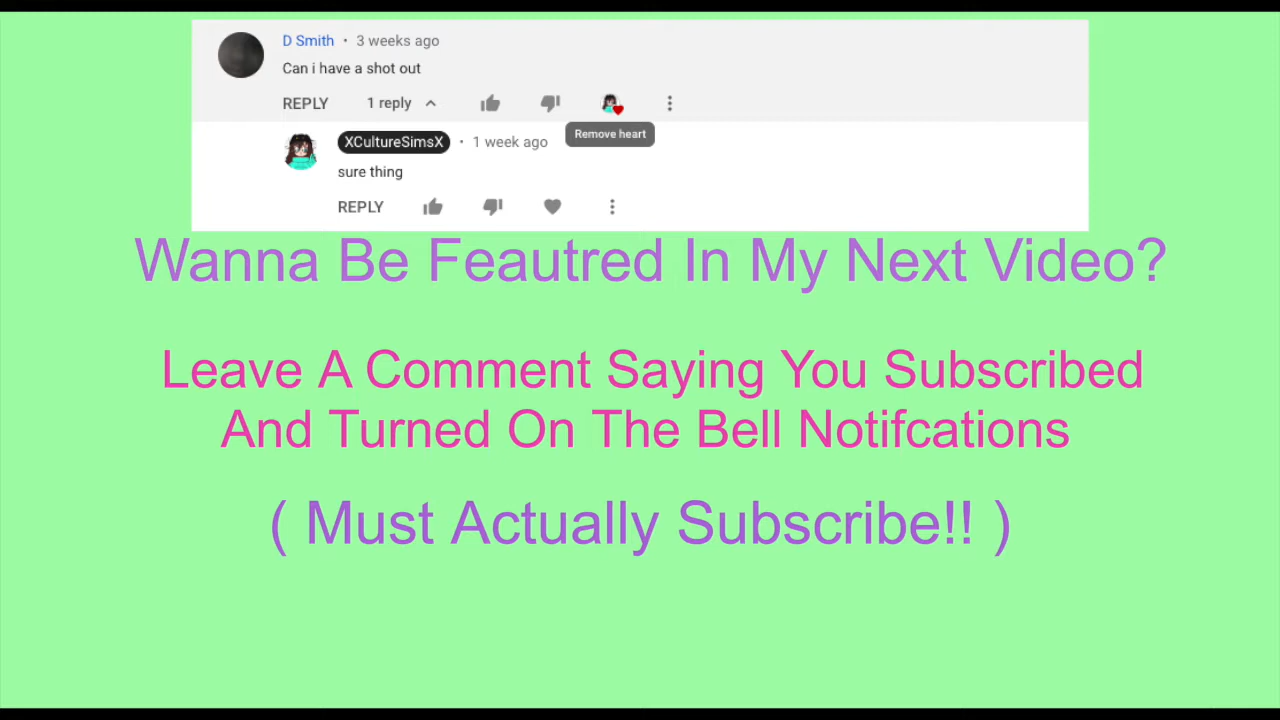 D Smith • 3 weeks ago
Can i have a shot out
REPLY 1 reply
Remove heart
XCultureSimsX • 1 week ago
sure thing
REPLY
Wanna Be Feautred In My Next Video?
Leave A Comment Saying You Subscribed
And Turned On The Bell Notifcations
( Must Actually Subscribe!! )